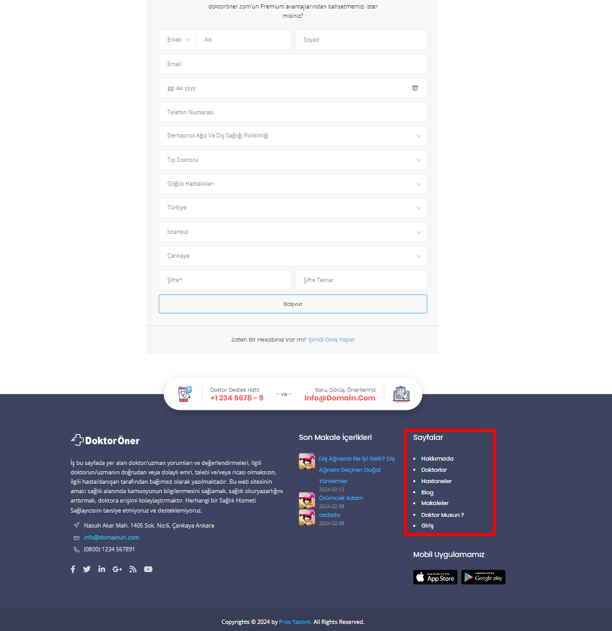 doktoröner.com'un Premium avantajlarından bahsetmemizi ister
misiniz?
Erkek
Ad
Soyad
Email
gg.aa.yyyy
Telefon Numarası
Dentapros Ağız Ve Diş Sağlığı Polikinliği
Tıp Doktoru
Göğüs Hastalıkları
Türkiye
İstanbul
Çankaya
Şifre*
Şifre Tekrar
Başvur
Zaten Bir Hesabınız Var mı? Şimdi Giriş Yapın
Doktor Destek Hattı
+1 234 5678 - 9
- ve -
Soru, Görüş, Önerileriniz
Info@Domain.Com
DoktorÖner
İş bu sayfada yer alan doktor/uzman yorumları ve değerlendirmeleri, ilgili
doktorun/uzmanın doğrudan veya dolaylı emri, talebi ve/veya ricası olmaksızın,
ilgili hasta/danışan tarafından bağımsız olarak yazılmaktadır. Bu web sitesinin
amacı sağlık alanında kamuoyunun bilgilenmesini sağlamak, sağlık okuryazarlığını
arttırmak, doktora erişimi kolaylaştırmaktır. Herhangi bir Sağlık Hizmeti
Sağlayıcısını tavsiye etmiyoruz ve desteklemiyoruz.
Nasuh Akar Mah. 1405 Sok. No:6, Çankaya Ankara
info@domainurl.com
(0800) 1234 567891
Son Makale İçerikleri
Diş Ağrısına Ne İyi Gelir? Diş
Ağrısını Geçiren Doğal
Yöntemler
2024-02-12
Örümcek Adam
2024-02-08
asdada
2024-02-08
Sayfalar
Hakkımızda
Doktorlar
Hastaneler
Blog
Makaleler
Doktor Musun ?
Giriş
Mobil Uygulamamız
App Store
Google play
Copyrights © 2024 by Pros Yazılım. All Rights Reserved.